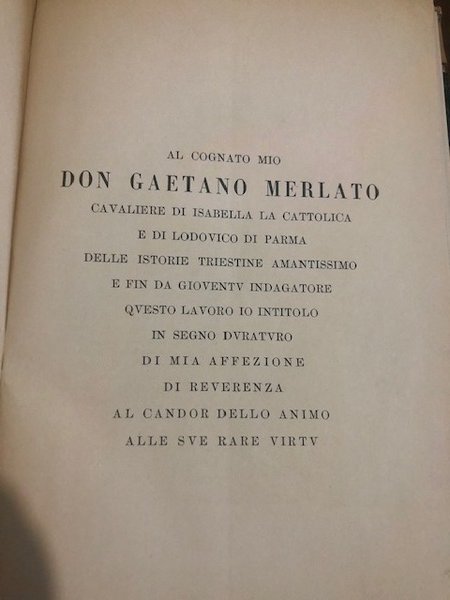 AL COGNATO MIO
DON GAETANO MERLATO
CAVALIERE DI ISABELLA LA CATTOLICA
E DI LODOVICO DI PARMA
DELLE ISTORIE TRIESTINE AMANTISSIMO
E FIN DA GIOVENTV INDAGATORE
QVESTO LAVORO IO INTITOLO
IN SEGNO DVRATVRO
DI MIA AFFEZIONE
DI REVERENZA
AL CANDOR DELLO ANIMO
ALLE SVE RARE VIRTV